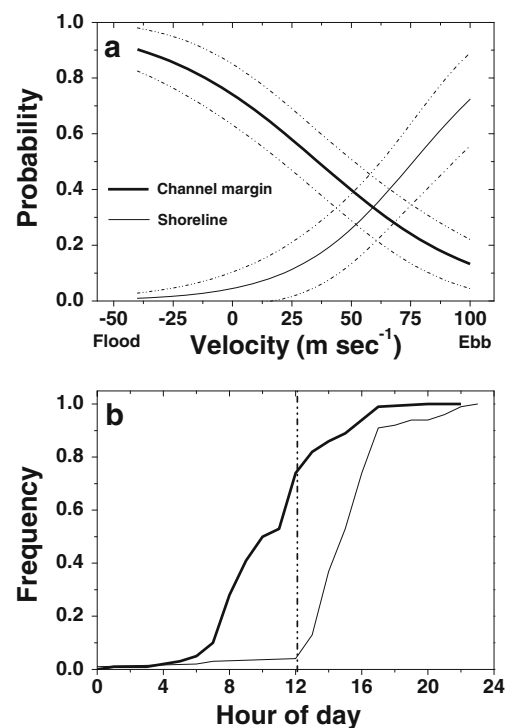 a
1.0
0.8
0.6
0.4
0.2
0.0
Probability
Channel margin
Shoreline
-50 -25 0 25 50 75 100
Flood Velocity (m sec⁻¹) Ebb
b
1.0
0.8
0.6
0.4
0.2
0.0
Frequency
0 4 8 12 16 20 24
Hour of day